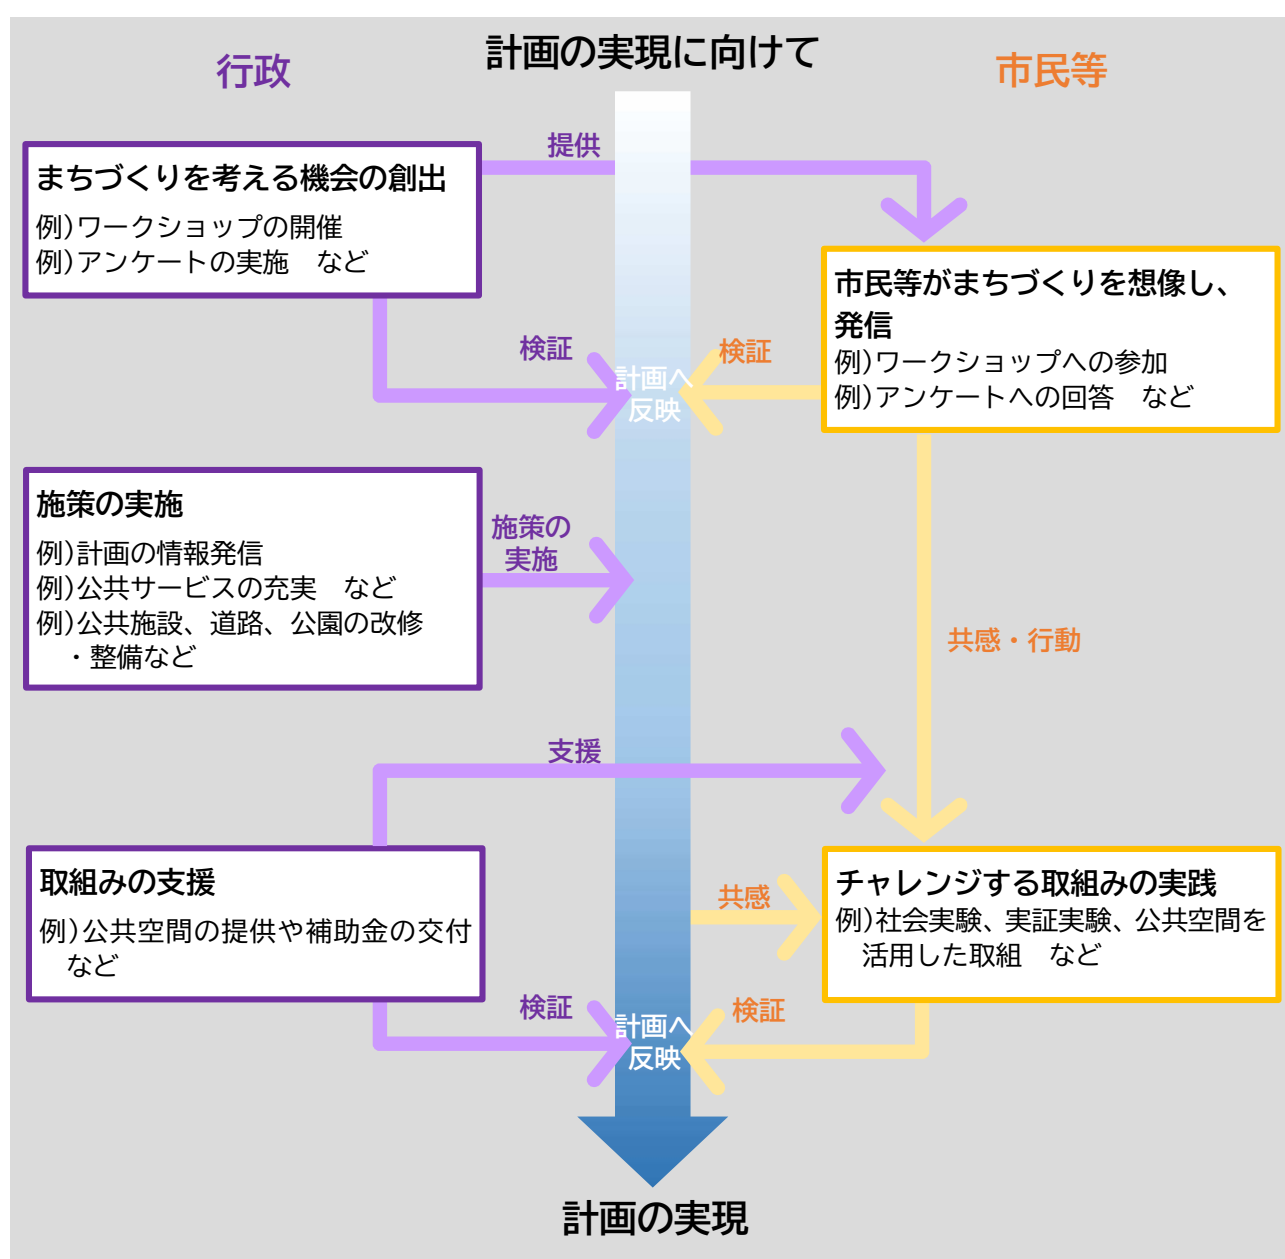 計画の実現に向けて
行政
市民等
提供
まちづくりを考える機会の創出
例)ワークショップの開催
例)アンケートの実施　など
市民等がまちづくりを想像し、
発信
例)ワークショップへの参加
例)アンケートへの回答　など
検証
検証
計画へ
反映
施策の実施
例)計画の情報発信
例)公共サービスの充実　など
例)公共施設、道路、公園の改修
・整備など
施策の
実施
共感・行動
支援
取組みの支援
例)公共空間の提供や補助金の交付
など
共感
チャレンジする取組みの実践
例)社会実験、実証実験、公共空間を
活用した取組　など
検証
検証
計画へ
反映
計画の実現